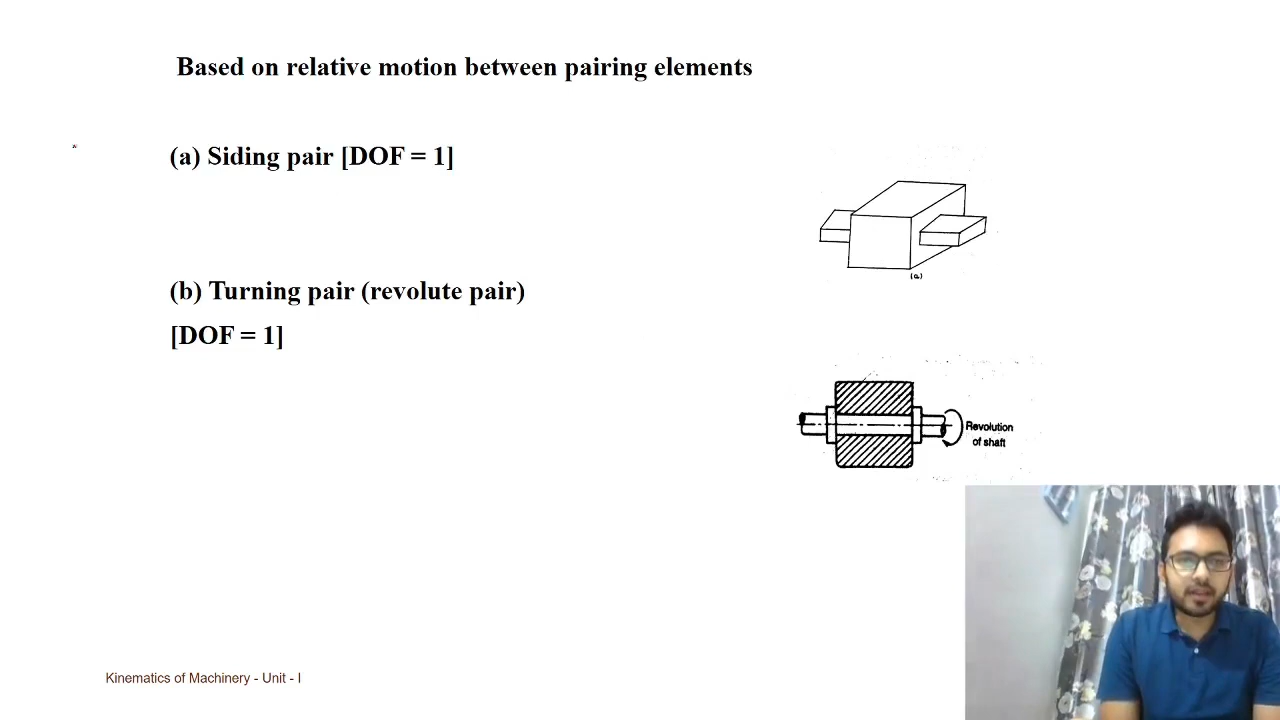 Based on relative motion between pairing elements
(a) Siding pair [DOF = 1]
(a)
(b) Turning pair (revolute pair)
[DOF = 1]
Revolution
of shaft
Kinematics of Machinery - Unit - I